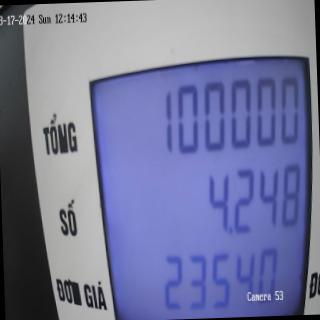 3-17-2024 Sun 12:14:43
TỔNG 100000
SỐ 4.248
ĐƠN GIÁ 23540
Camera 53